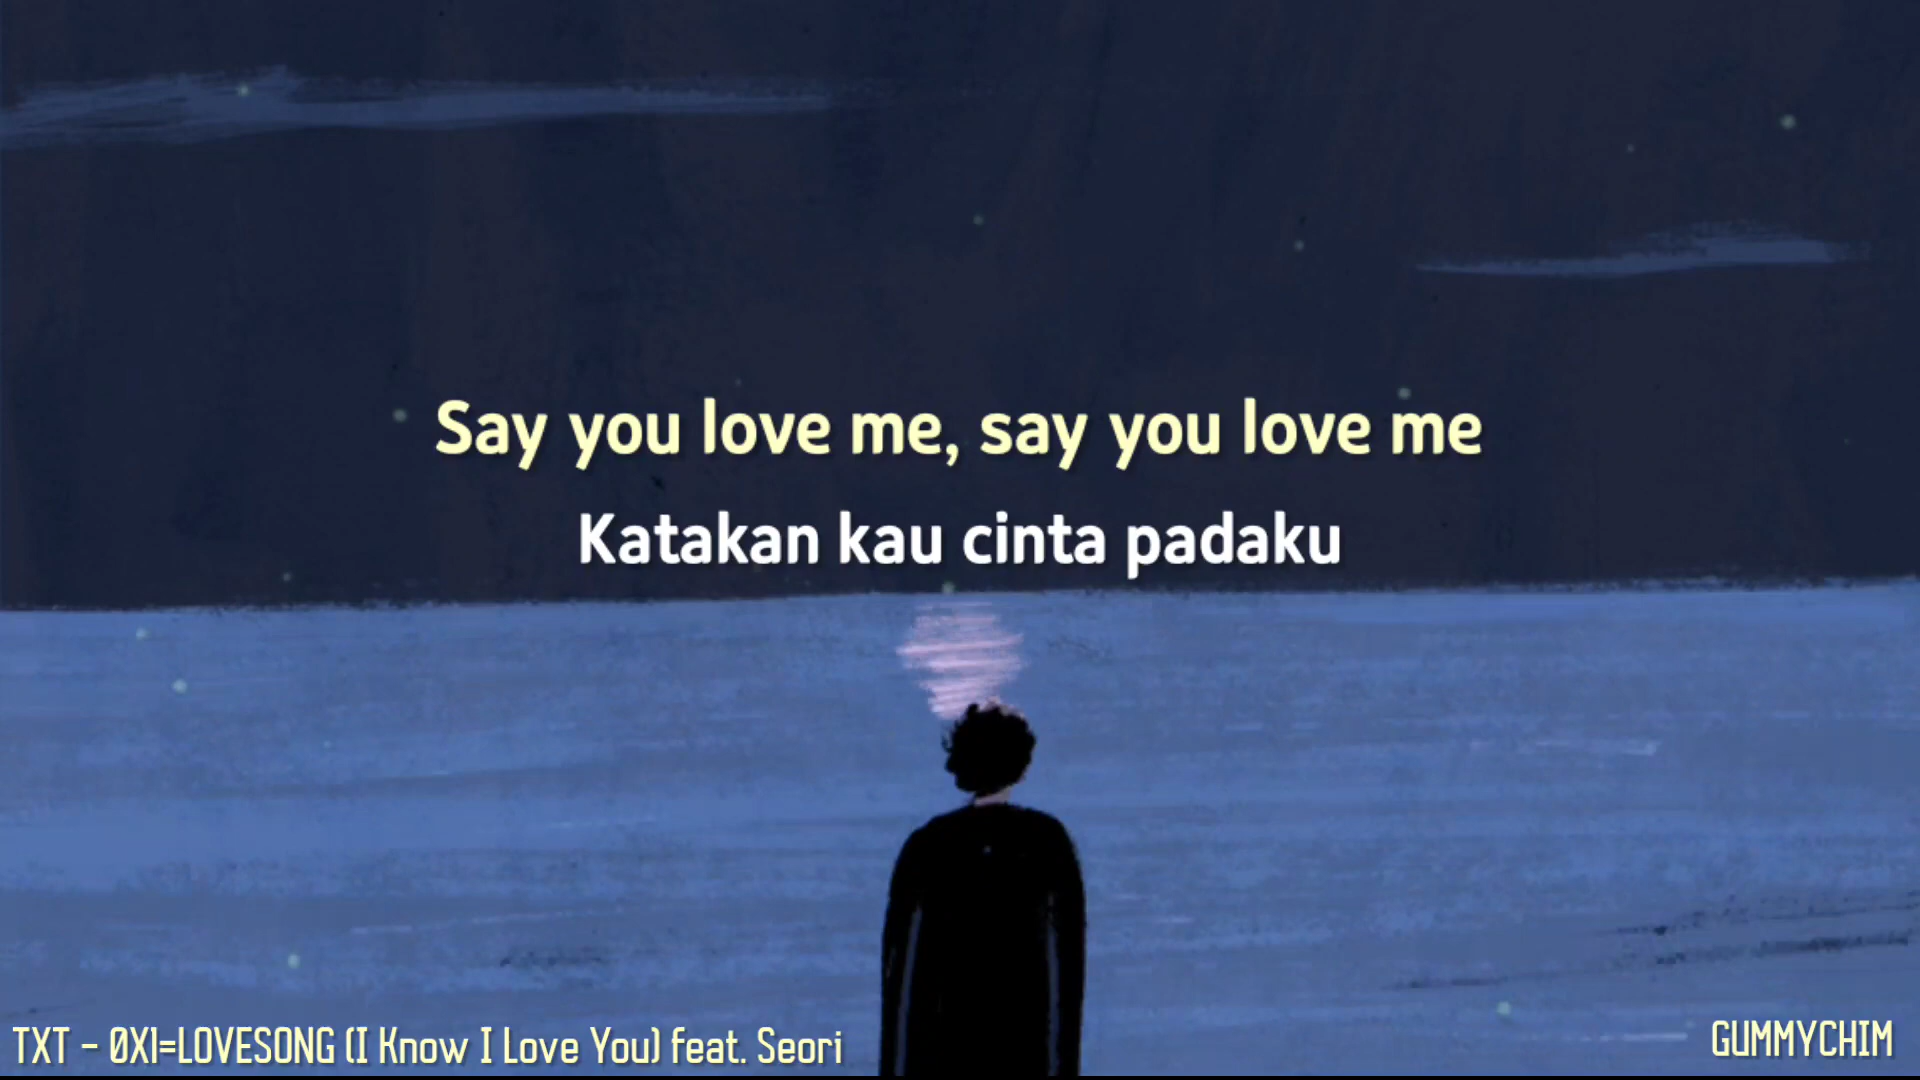 Say you love me, say you love me
Katakan kau cinta padaku
TXT - 0X1=LOVESONG (I Know I Love You) feat. Seori
GUMMYCHIM